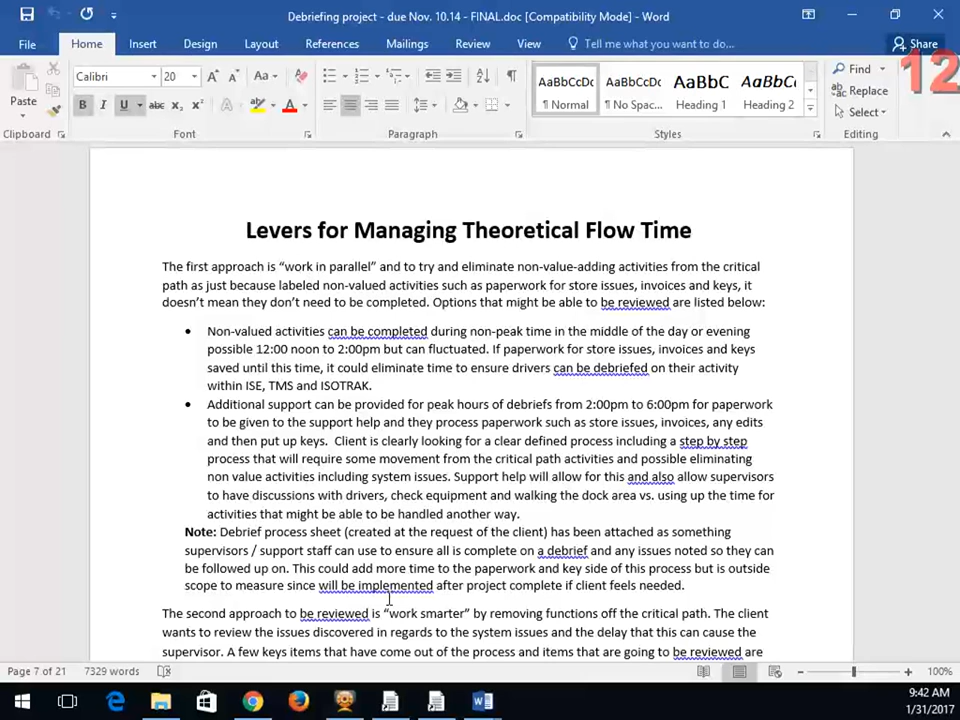 Debriefing project - due Nov. 10.14 - FINAL.doc [Compatibility Mode] - Word
File Home Insert Design Layout References Mailings Review View Tell me what you want to do... Share
12
Paste
Calibri 20 A A Aa
B I U abc x₂ x²
AaBbCcDc AaBbCcDc AaBbC AaBbCc
¶ Normal ¶ No Spac... Heading 1 Heading 2
Find
Replace
Select
Clipboard Font Paragraph Styles Editing
Levers for Managing Theoretical Flow Time
The first approach is “work in parallel” and to try and eliminate non-value-adding activities from the critical
path as just because labeled non-valued activities such as paperwork for store issues, invoices and keys, it
doesn’t mean they don’t need to be completed. Options that might be able to be reviewed are listed below:
• Non-valued activities can be completed during non-peak time in the middle of the day or evening
possible 12:00 noon to 2:00pm but can fluctuated. If paperwork for store issues, invoices and keys
saved until this time, it could eliminate time to ensure drivers can be debriefed on their activity
within ISE, TMS and ISOTRAK.
• Additional support can be provided for peak hours of debriefs from 2:00pm to 6:00pm for paperwork
to be given to the support help and they process paperwork such as store issues, invoices, any edits
and then put up keys. Client is clearly looking for a clear defined process including a step by step
process that will require some movement from the critical path activities and possible eliminating
non value activities including system issues. Support help will allow for this and also allow supervisors
to have discussions with drivers, check equipment and walking the dock area vs. using up the time for
activities that might be able to be handled another way.
Note: Debrief process sheet (created at the request of the client) has been attached as something
supervisors / support staff can use to ensure all is complete on a debrief and any issues noted so they can
be followed up on. This could add more time to the paperwork and key side of this process but is outside
scope to measure since will be implemented after project complete if client feels needed.
The second approach to be reviewed is “work smarter” by removing functions off the critical path. The client
wants to review the issues discovered in regards to the system issues and the delay that this can cause the
supervisor. A few keys items that have come out of the process and items that are going to be reviewed are
Page 7 of 21 7329 words 100%
9:42 AM
1/31/2017